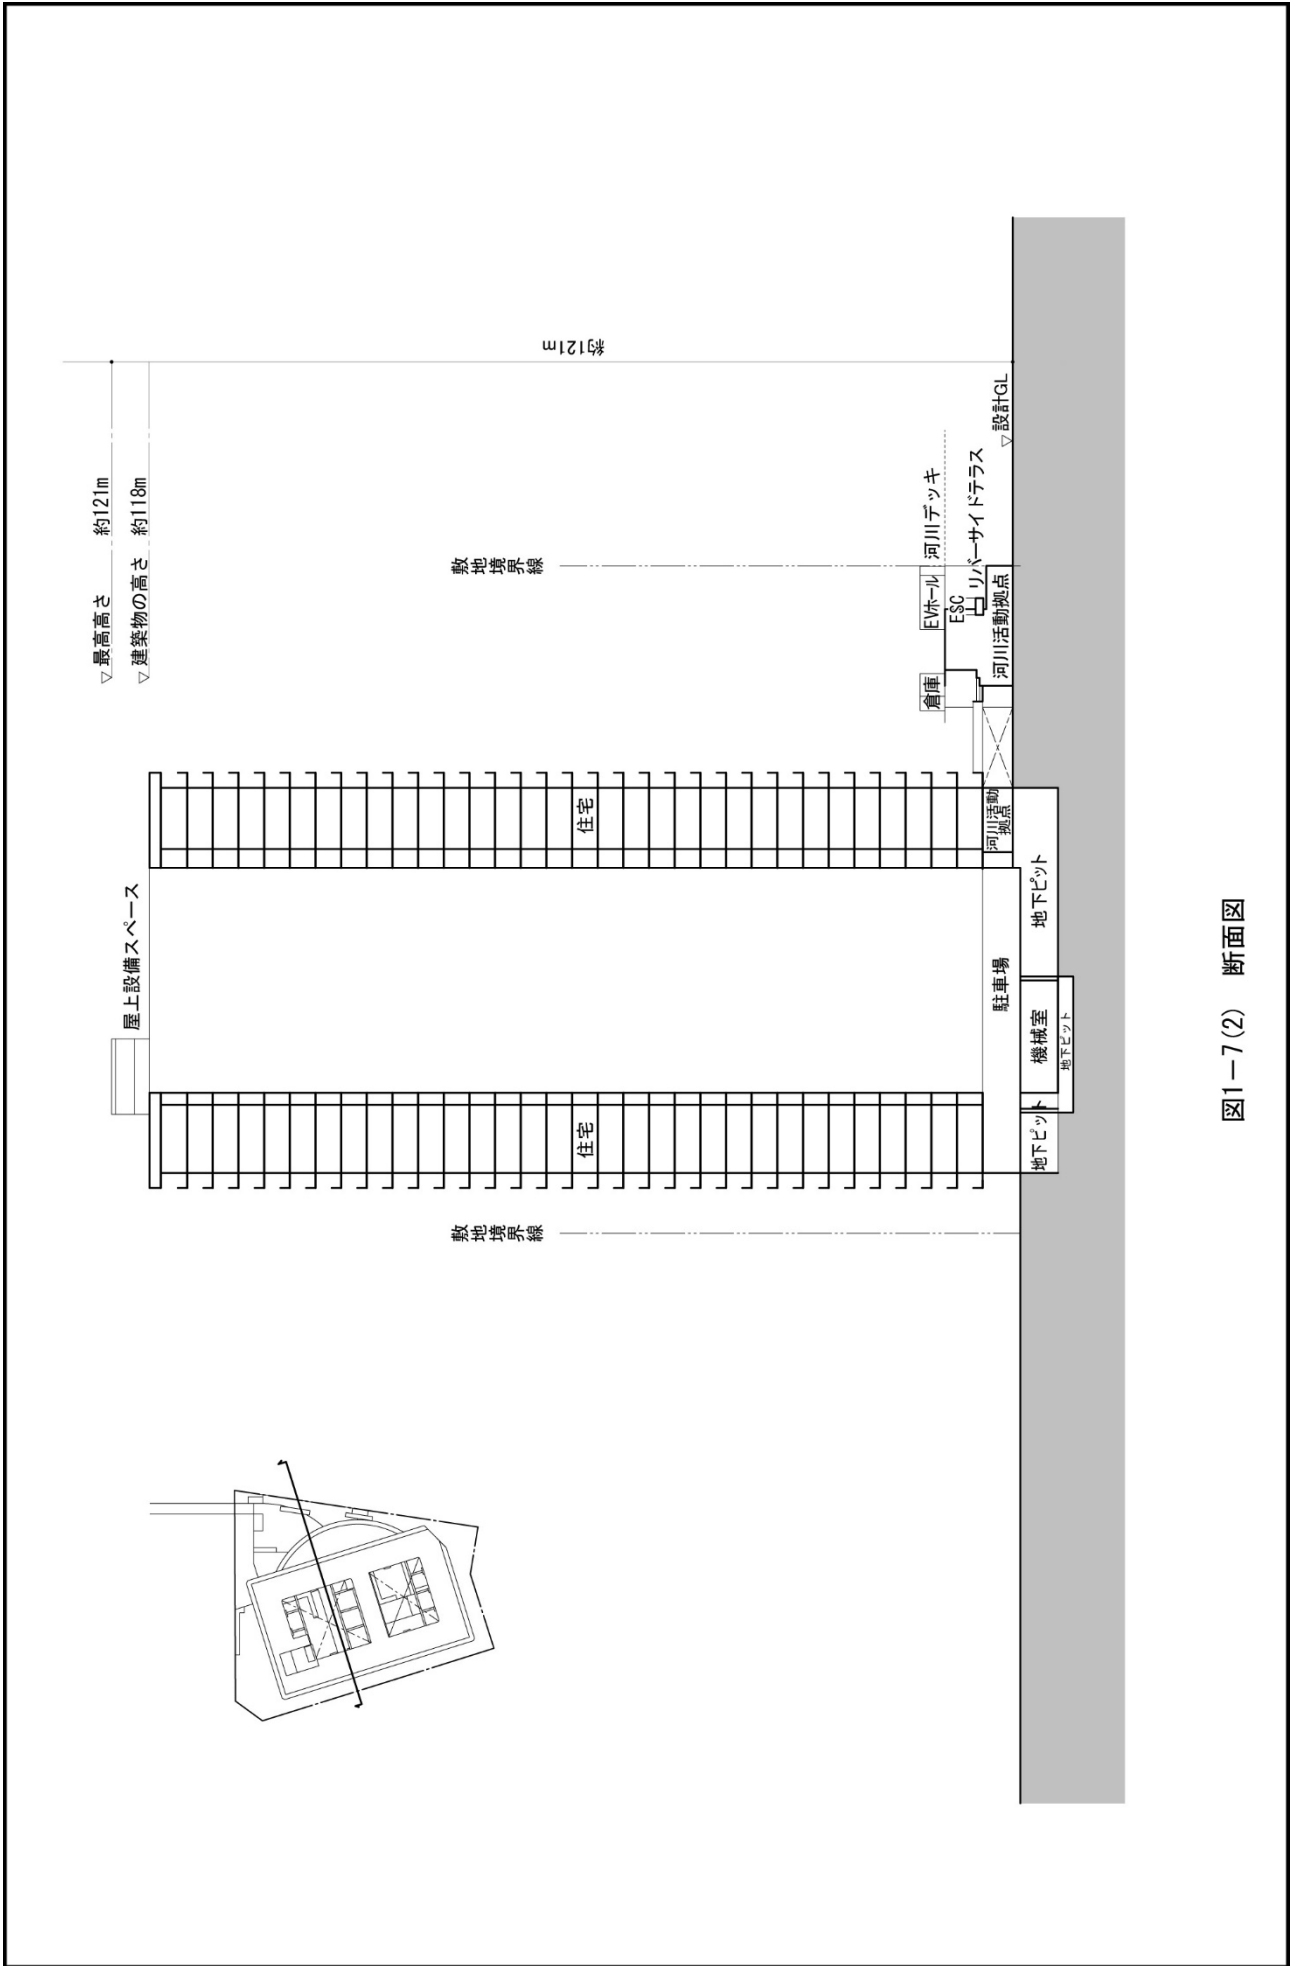 ▽最高高さ 約121m
▽建築物の高さ 約118m
屋上設備スペース
約121m
敷地境界線
敷地境界線
住宅
住宅
倉庫
EVホール
河川デッキ
ESC
リバーサイドテラス
▽設計GL
河川活動拠点
河川活動
拠点
駐車場
地下ピット
機械室
地下ピット
地下ピット
図1－7(2) 断面図